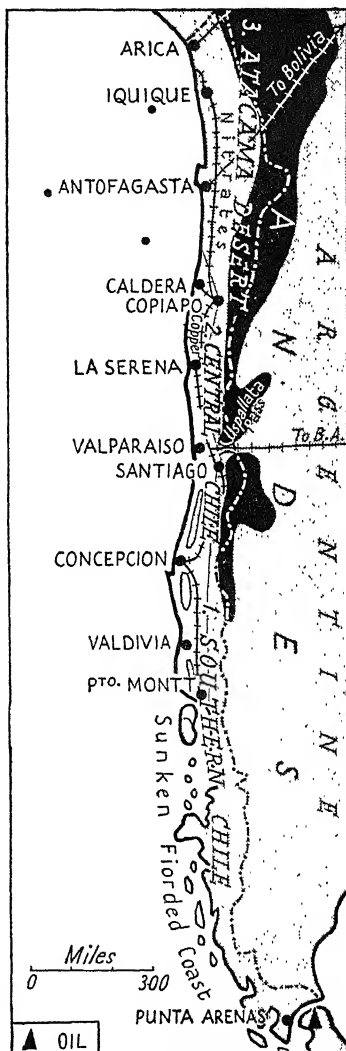 ARICA
IQUIQUE
ANTOFAGASTA
CALDERA
COPIAPO
LA SERENA
VALPARAISO
SANTIAGO
CONCEPCION
VALDIVIA
PTO. MONTT
PUNTA ARENAS
3. ATACAMA DESERT
Nitrates
Copper
2. CENTRAL CHILE
1. SOUTHERN CHILE
Sunken Fiorded Coast
To Bolivia
Uspallata Pass
To B.A.
ANDES
ARGENTINE
Miles
0 300
OIL